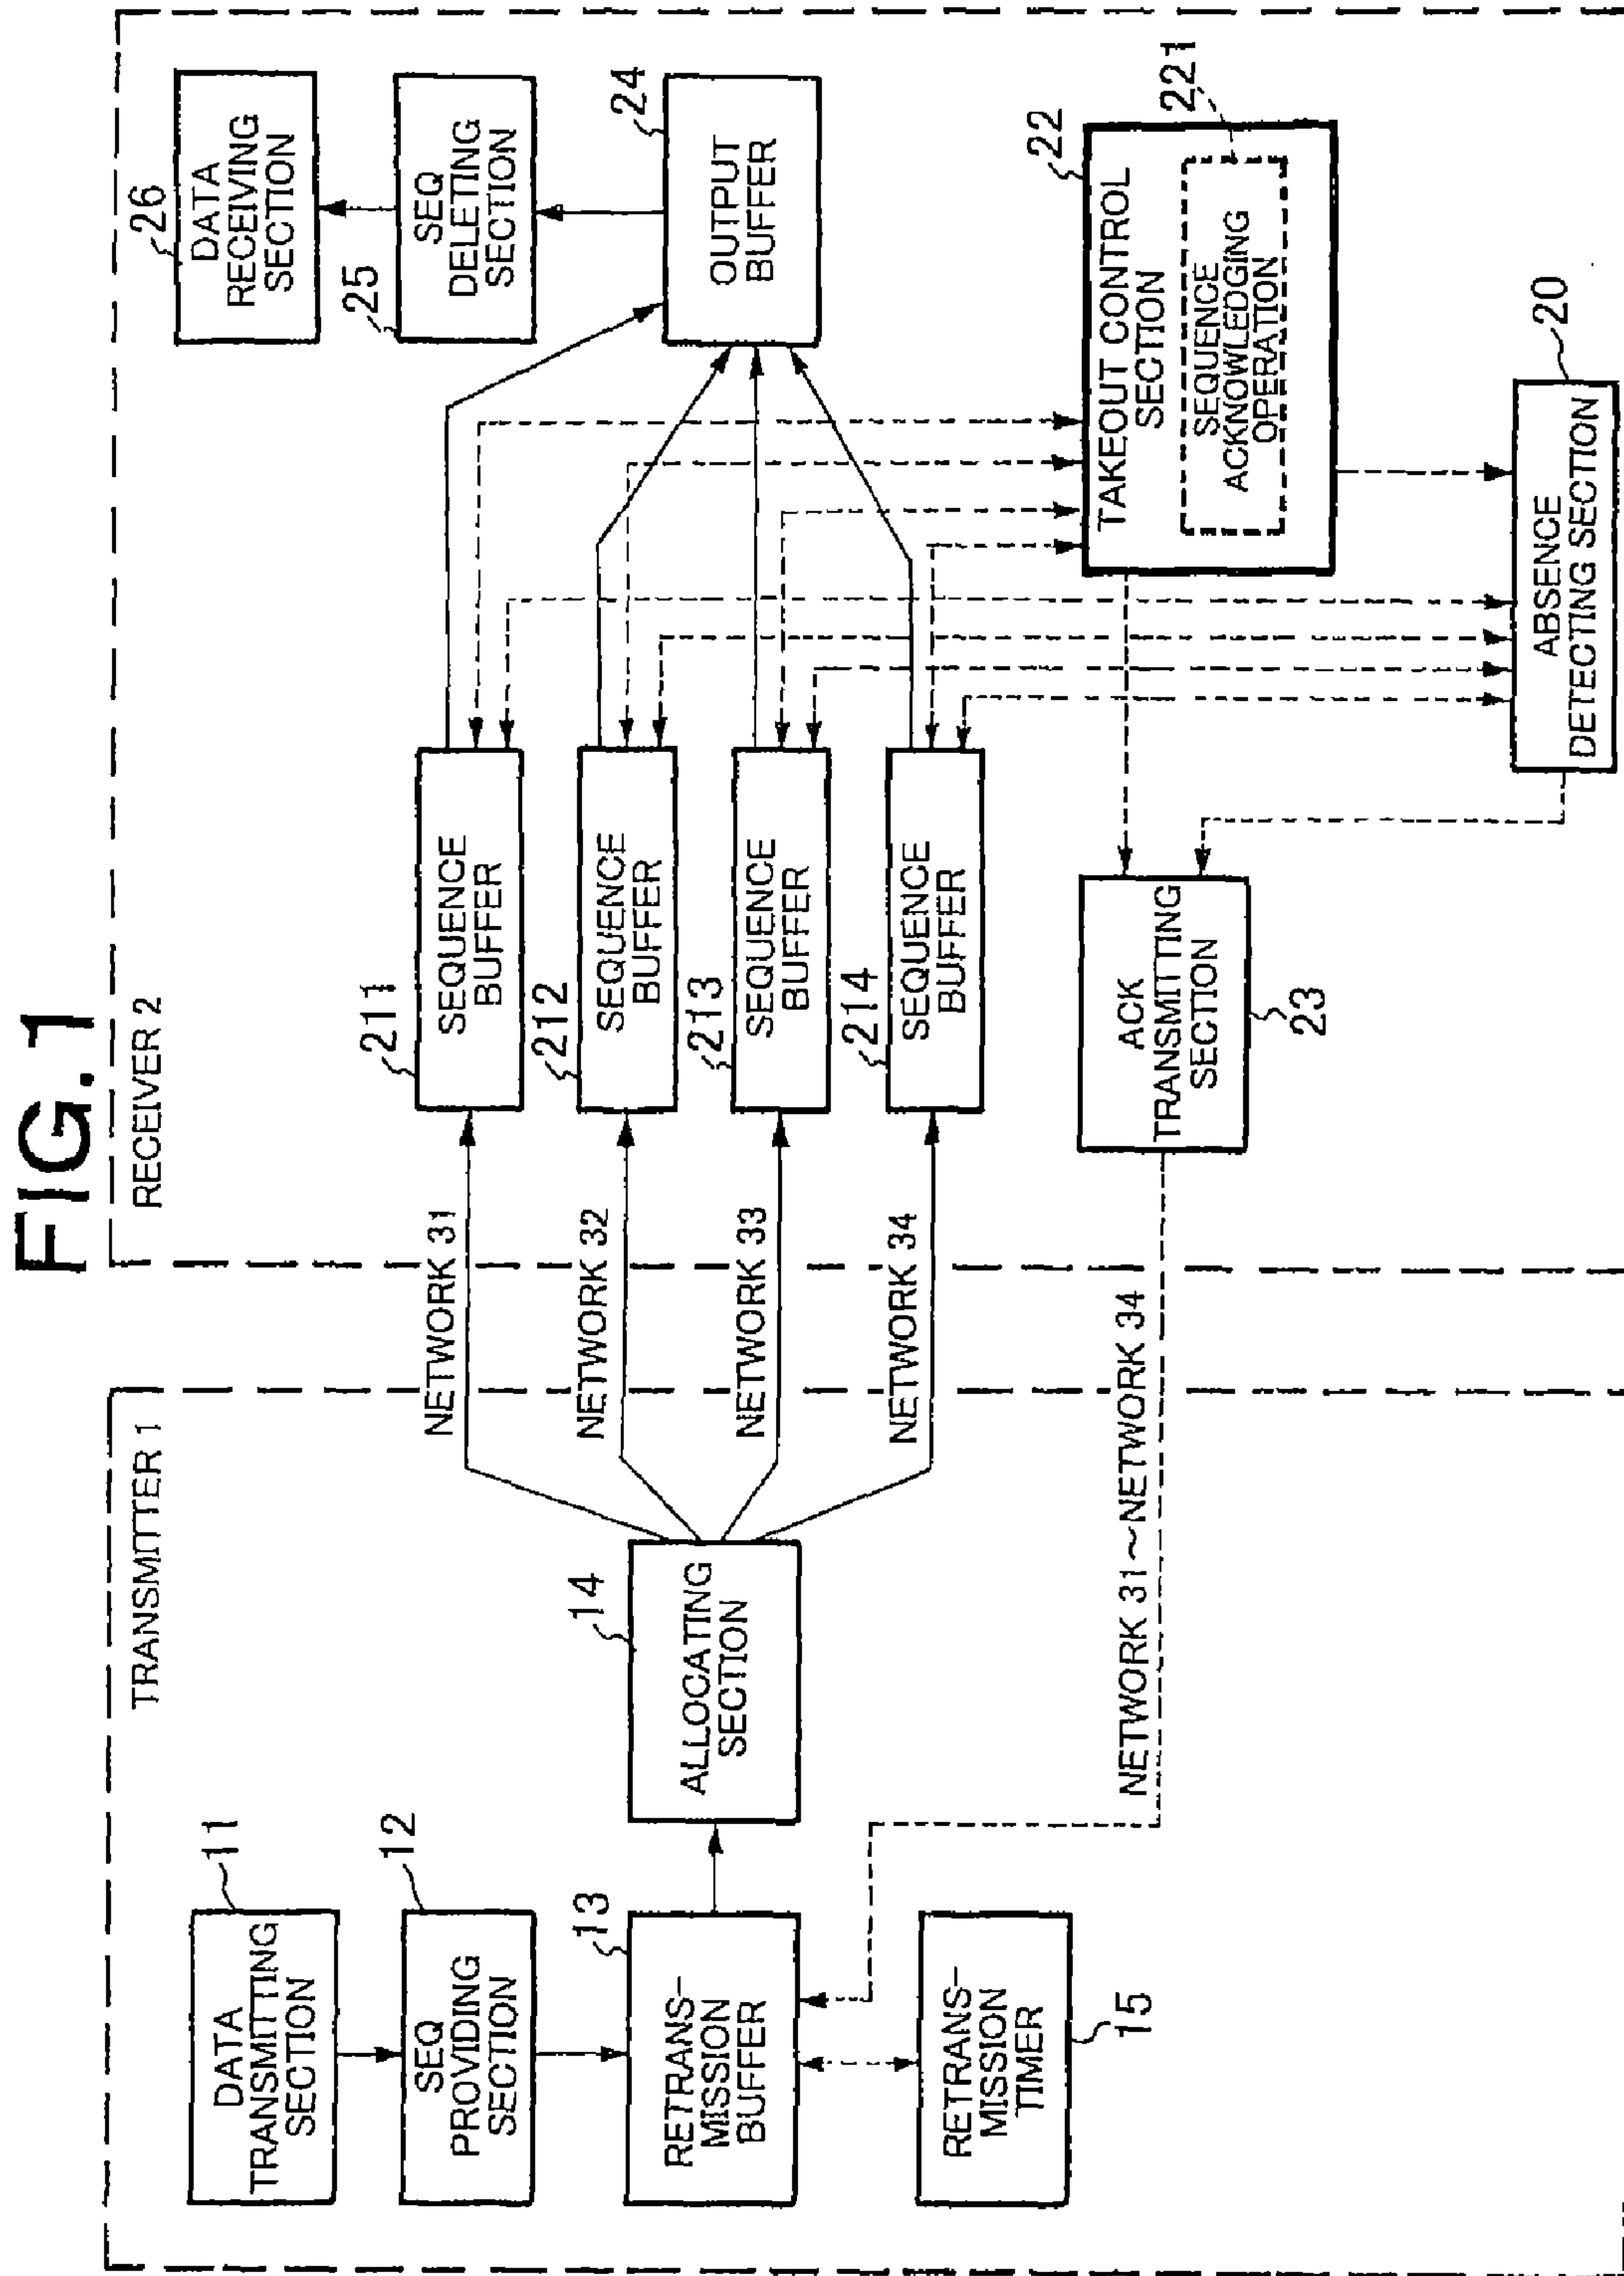 FIG.1
TRANSMITTER 1
RECEIVER 2
11
DATA
TRANSMITTING
SECTION
12
SEQ
PROVIDING
SECTION
13
RETRANS-
MISSION
BUFFER
RETRANS-
MISSION
TIMER
15
14
ALLOCATING
SECTION
NETWORK 31
NETWORK 32
NETWORK 33
NETWORK 34
NETWORK 31~NETWORK 34
211
SEQUENCE
BUFFER
212
SEQUENCE
BUFFER
213
SEQUENCE
BUFFER
214
SEQUENCE
BUFFER
ACK
TRANSMITTING
SECTION
23
26
DATA
RECEIVING
SECTION
25
SEQ
DELETING
SECTION
24
OUTPUT
BUFFER
22
TAKEOUT CONTROL
SECTION
221
SEQUENCE
ACKNOWLEDGING
OPERATION
20
ABSENCE
DETECTING SECTION